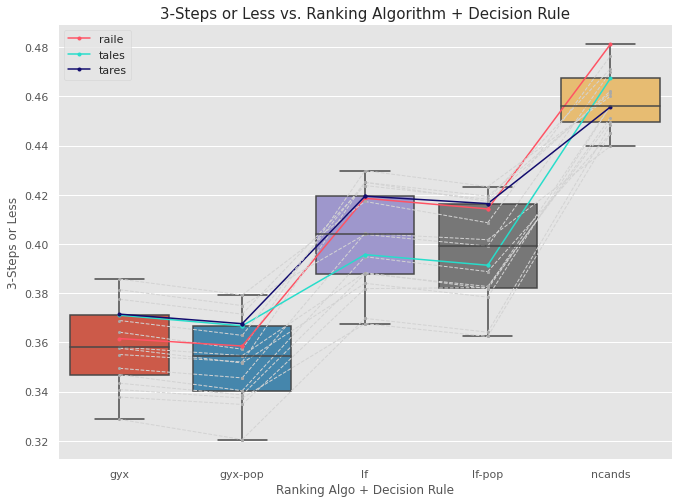 3-Steps or Less vs. Ranking Algorithm + Decision Rule
raile
tales
tares
3-Steps or Less
0.48
0.46
0.44
0.42
0.40
0.38
0.36
0.34
0.32
gyx
gyx-pop
lf
lf-pop
ncands
Ranking Algo + Decision Rule